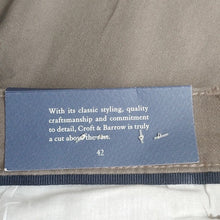 With its classic styling, quality
craftsmanship and commitment
to detail, Croft & Barrow is truly
a cut above the rest.
42